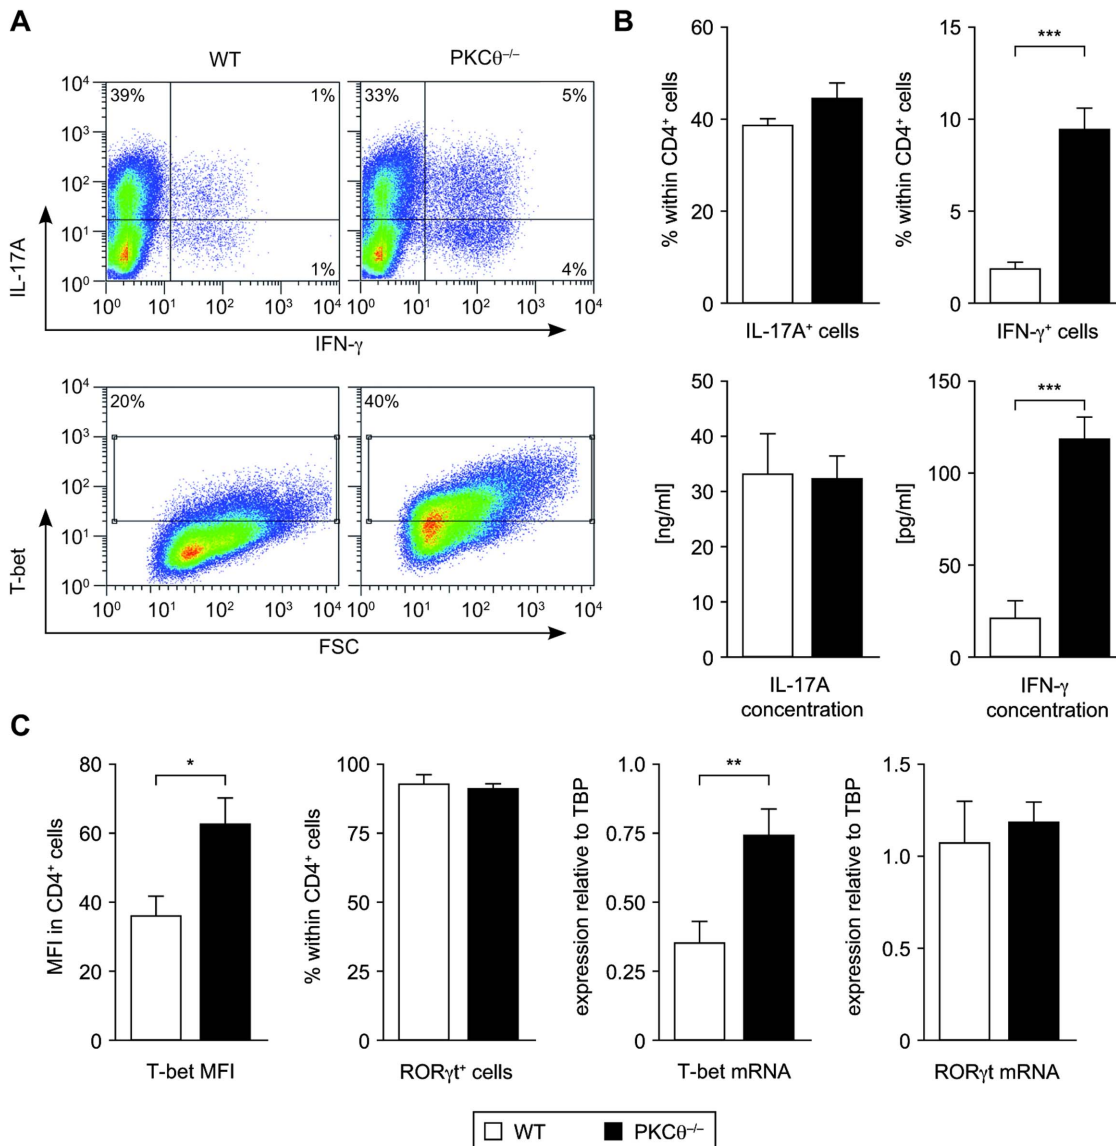 A
WT
PKCθ⁻/⁻
39%
1%
1%
33%
5%
4%
10⁴
10³
10²
10¹
10⁰
10⁰ 10¹ 10² 10³ 10⁴
10⁰ 10¹ 10² 10³ 10⁴
IL-17A
IFN-γ
20%
40%
10⁴
10³
10²
10¹
10⁰
10⁰ 10¹ 10² 10³ 10⁴
10⁰ 10¹ 10² 10³ 10⁴
T-bet
FSC
B
% within CD4⁺ cells
60
40
20
0
IL-17A⁺ cells
% within CD4⁺ cells
15
10
5
0
***
IFN-γ⁺ cells
[ng/ml]
50
40
30
20
10
0
IL-17A
concentration
[pg/ml]
150
100
50
0
***
IFN-γ
concentration
C
MFI in CD4⁺ cells
80
60
40
20
0
*
T-bet MFI
% within CD4⁺ cells
100
75
50
25
0
RORγt⁺ cells
expression relative to TBP
1.0
0.75
0.50
0.25
0
**
T-bet mRNA
expression relative to TBP
1.5
1.0
0.5
0
RORγt mRNA
WT
PKCθ⁻/⁻